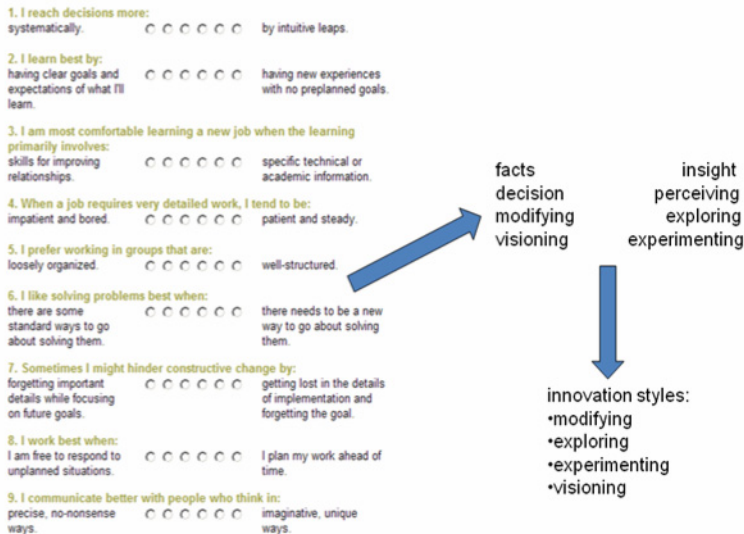 1. I reach decisions more:
systematically. by intuitive leaps.
2. I learn best by:
having clear goals and having new experiences
expectations of what I'll with no preplanned goals.
learn.
3. I am most comfortable learning a new job when the learning
primarily involves:
skills for improving specific technical or
relationships. academic information.
4. When a job requires very detailed work, I tend to be:
impatient and bored. patient and steady.
5. I prefer working in groups that are:
loosely organized. well-structured.
6. I like solving problems best when:
there are some there needs to be a new
standard ways to go way to go about solving
about solving them. them.
7. Sometimes I might hinder constructive change by:
forgetting important getting lost in the details
details while focusing of implementation and
on future goals. forgetting the goal.
8. I work best when:
I am free to respond to I plan my work ahead of
unplanned situations. time.
9. I communicate better with people who think in:
precise, no-nonsense imaginative, unique
ways. ways.
facts insight
decision perceiving
modifying exploring
visioning experimenting
innovation styles:
•modifying
•exploring
•experimenting
•visioning